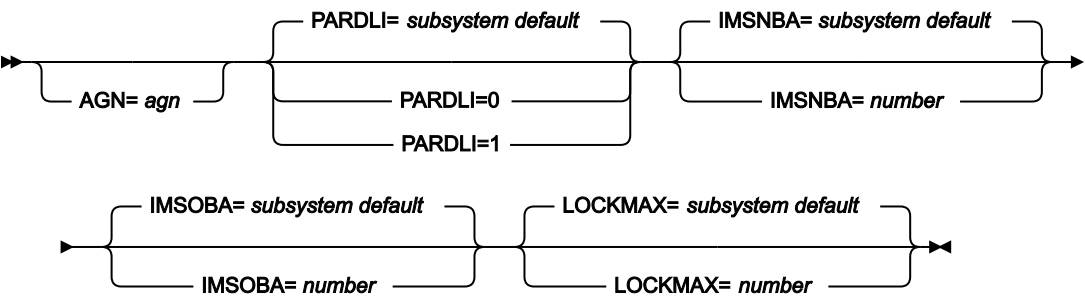 PARDLI= subsystem default
IMSNBA= subsystem default
AGN= agn
PARDLI=0
IMSNBA= number
PARDLI=1
IMSOBA= subsystem default
LOCKMAX= subsystem default
IMSOBA= number
LOCKMAX= number